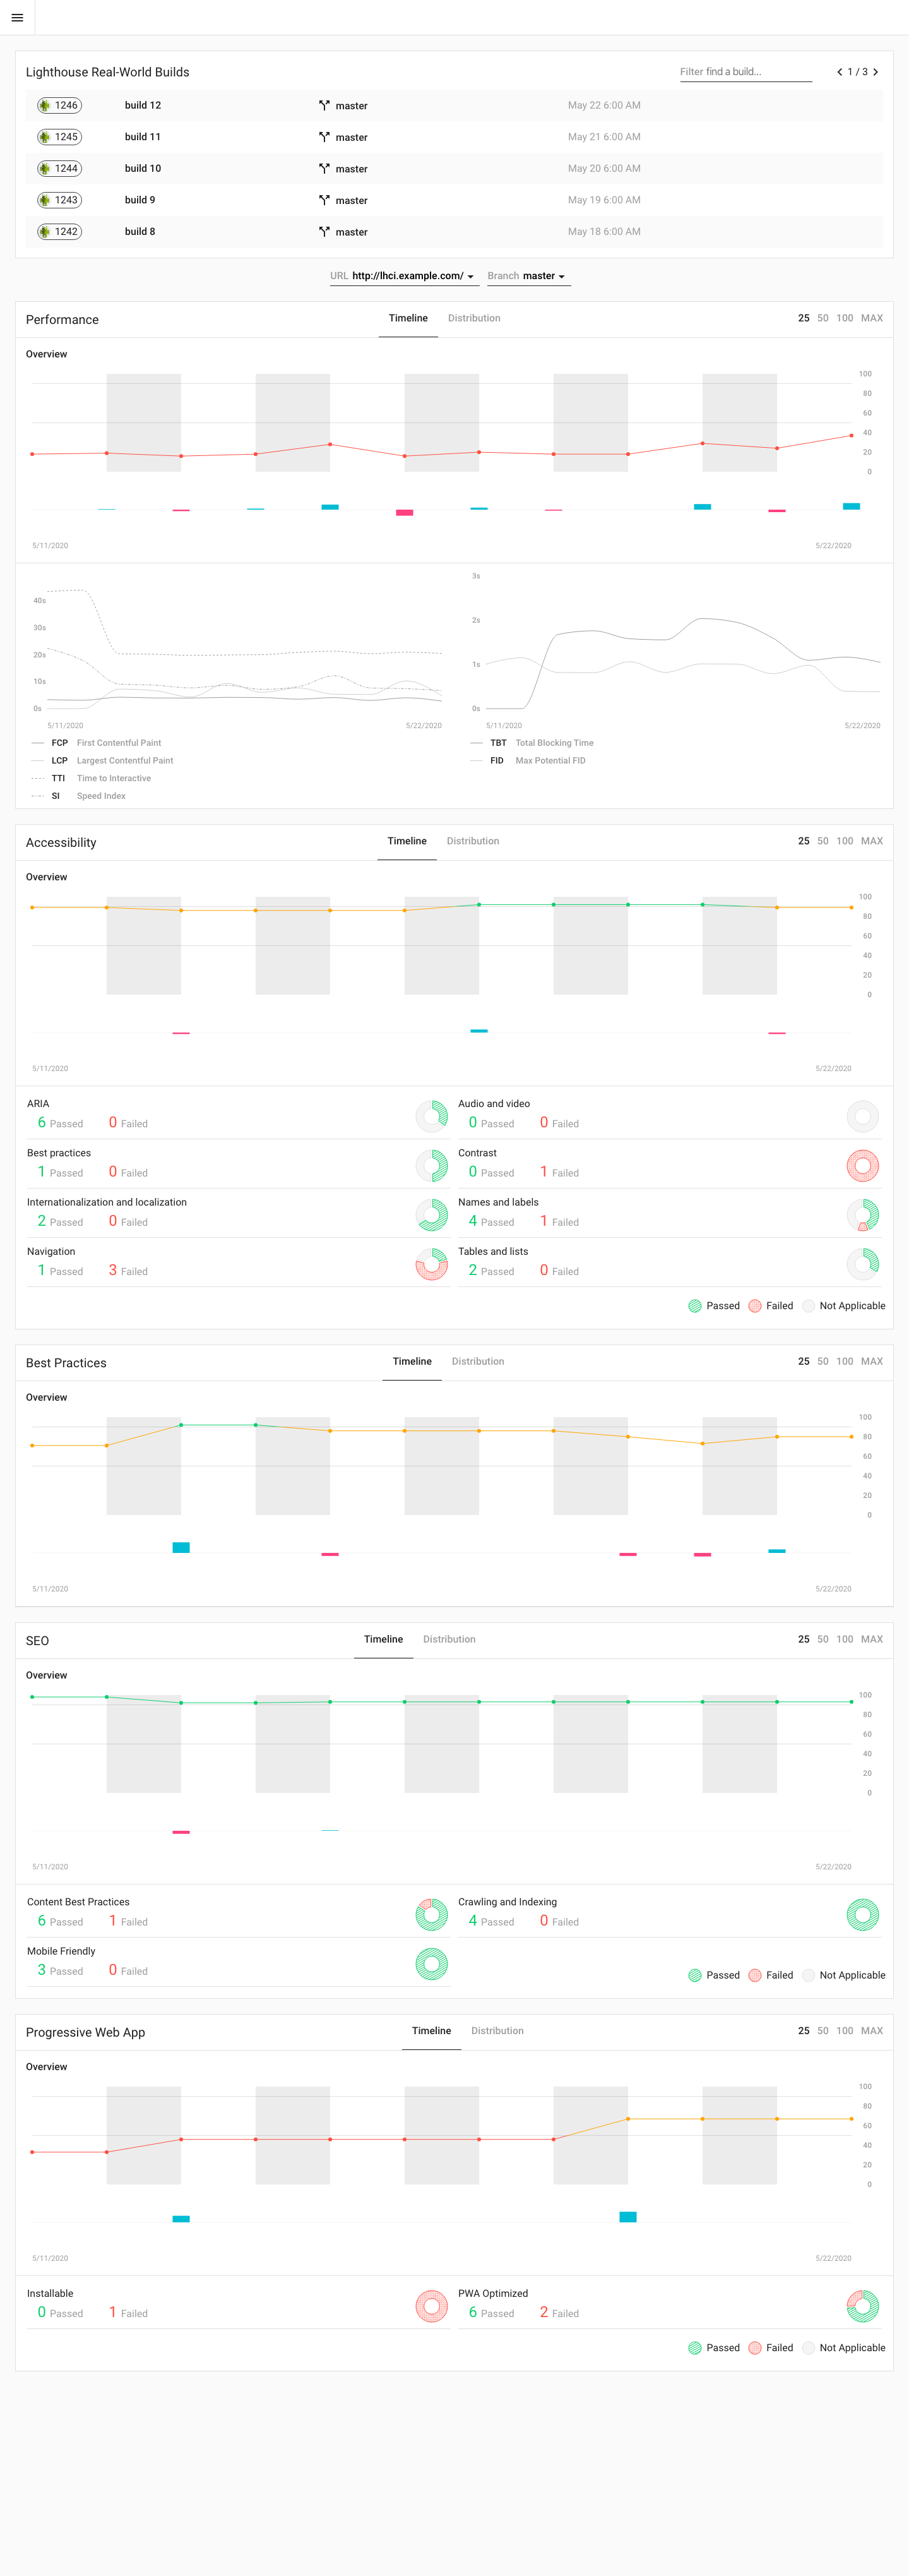 Lighthouse Real-World Builds
Filter find a build...
1 / 3
1246 build 12 master May 22 6:00 AM
1245 build 11 master May 21 6:00 AM
1244 build 10 master May 20 6:00 AM
1243 build 9 master May 19 6:00 AM
1242 build 8 master May 18 6:00 AM
URL http://lhci.example.com/ Branch master
Performance Timeline Distribution 25 50 100 MAX
Overview
100
80
60
40
20
0
5/11/2020 5/22/2020
40s
30s
20s
10s
0s
5/11/2020 5/22/2020
FCP First Contentful Paint
LCP Largest Contentful Paint
TTI Time to Interactive
SI Speed Index
3s
2s
1s
0s
5/11/2020 5/22/2020
TBT Total Blocking Time
FID Max Potential FID
Accessibility Timeline Distribution 25 50 100 MAX
Overview
100
80
60
40
20
0
5/11/2020 5/22/2020
ARIA
6 Passed 0 Failed
Audio and video
0 Passed 0 Failed
Best practices
1 Passed 0 Failed
Contrast
0 Passed 1 Failed
Internationalization and localization
2 Passed 0 Failed
Names and labels
4 Passed 1 Failed
Navigation
1 Passed 3 Failed
Tables and lists
2 Passed 0 Failed
Passed Failed Not Applicable
Best Practices Timeline Distribution 25 50 100 MAX
Overview
100
80
60
40
20
0
5/11/2020 5/22/2020
SEO Timeline Distribution 25 50 100 MAX
Overview
100
80
60
40
20
0
5/11/2020 5/22/2020
Content Best Practices
6 Passed 1 Failed
Crawling and Indexing
4 Passed 0 Failed
Mobile Friendly
3 Passed 0 Failed
Passed Failed Not Applicable
Progressive Web App Timeline Distribution 25 50 100 MAX
Overview
100
80
60
40
20
0
5/11/2020 5/22/2020
Installable
0 Passed 1 Failed
PWA Optimized
6 Passed 2 Failed
Passed Failed Not Applicable